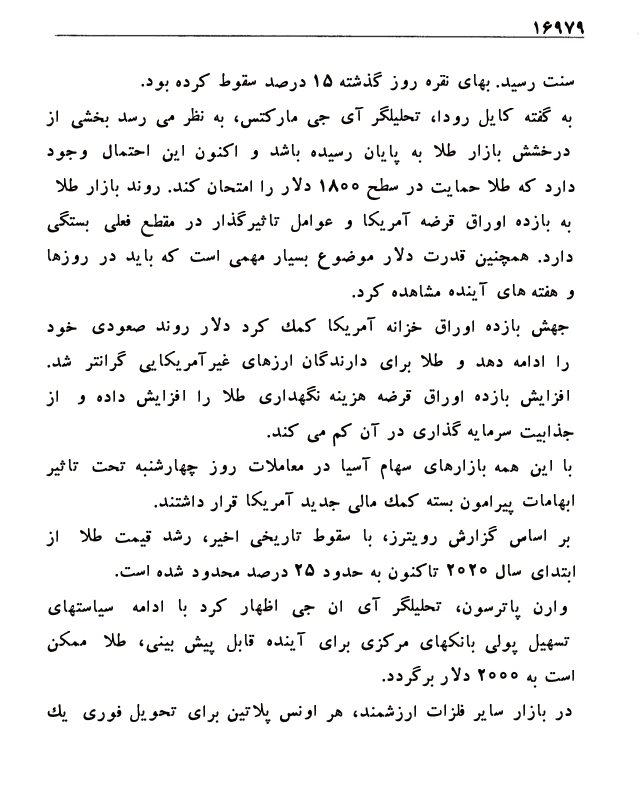 ۱۶۹۷۹
سنت رسید. بهای نقره روز گذشته ۱۵ درصد سقوط کرده بود.
به گفته کایل رودا، تحلیلگر آی جی مارکتس، به نظر می رسد بخشی از
درخشش بازار طلا به پایان رسیده باشد و اکنون این احتمال وجود
دارد که طلا حمایت در سطح ۱۸۰۰ دلار را امتحان کند. روند بازار طلا
به بازده اوراق قرضه آمریکا و عوامل تاثیرگذار در مقطع فعلی بستگی
دارد. همچنین قدرت دلار موضوع بسیار مهمی است که باید در روزها
و هفته های آینده مشاهده کرد.
جهش بازده اوراق خزانه آمریکا کمك کرد دلار روند صعودی خود
را ادامه دهد و طلا برای دارندگان ارزهای غیرآمریکایی گرانتر شد.
افزایش بازده اوراق قرضه هزینه نگهداری طلا را افزایش داده و از
جذابیت سرمایه گذاری در آن کم می کند.
با این همه بازارهای سهام آسیا در معاملات روز چهارشنبه تحت تاثیر
ابهامات پیرامون بسته کمك مالی جدید آمریکا قرار داشتند.
بر اساس گزارش رویترز، با سقوط تاریخی اخیر، رشد قیمت طلا از
ابتدای سال ۲۰۲۰ تاکنون به حدود ۲۵ درصد محدود شده است.
وارن پاترسون، تحلیلگر آی ان جی اظهار کرد با ادامه سیاستهای
تسهیل پولی بانکهای مرکزی برای آینده قابل پیش بینی، طلا ممکن
است به ۲۰۰۰ دلار برگردد.
در بازار سایر فلزات ارزشمند، هر اونس پلاتین برای تحویل فوری یك